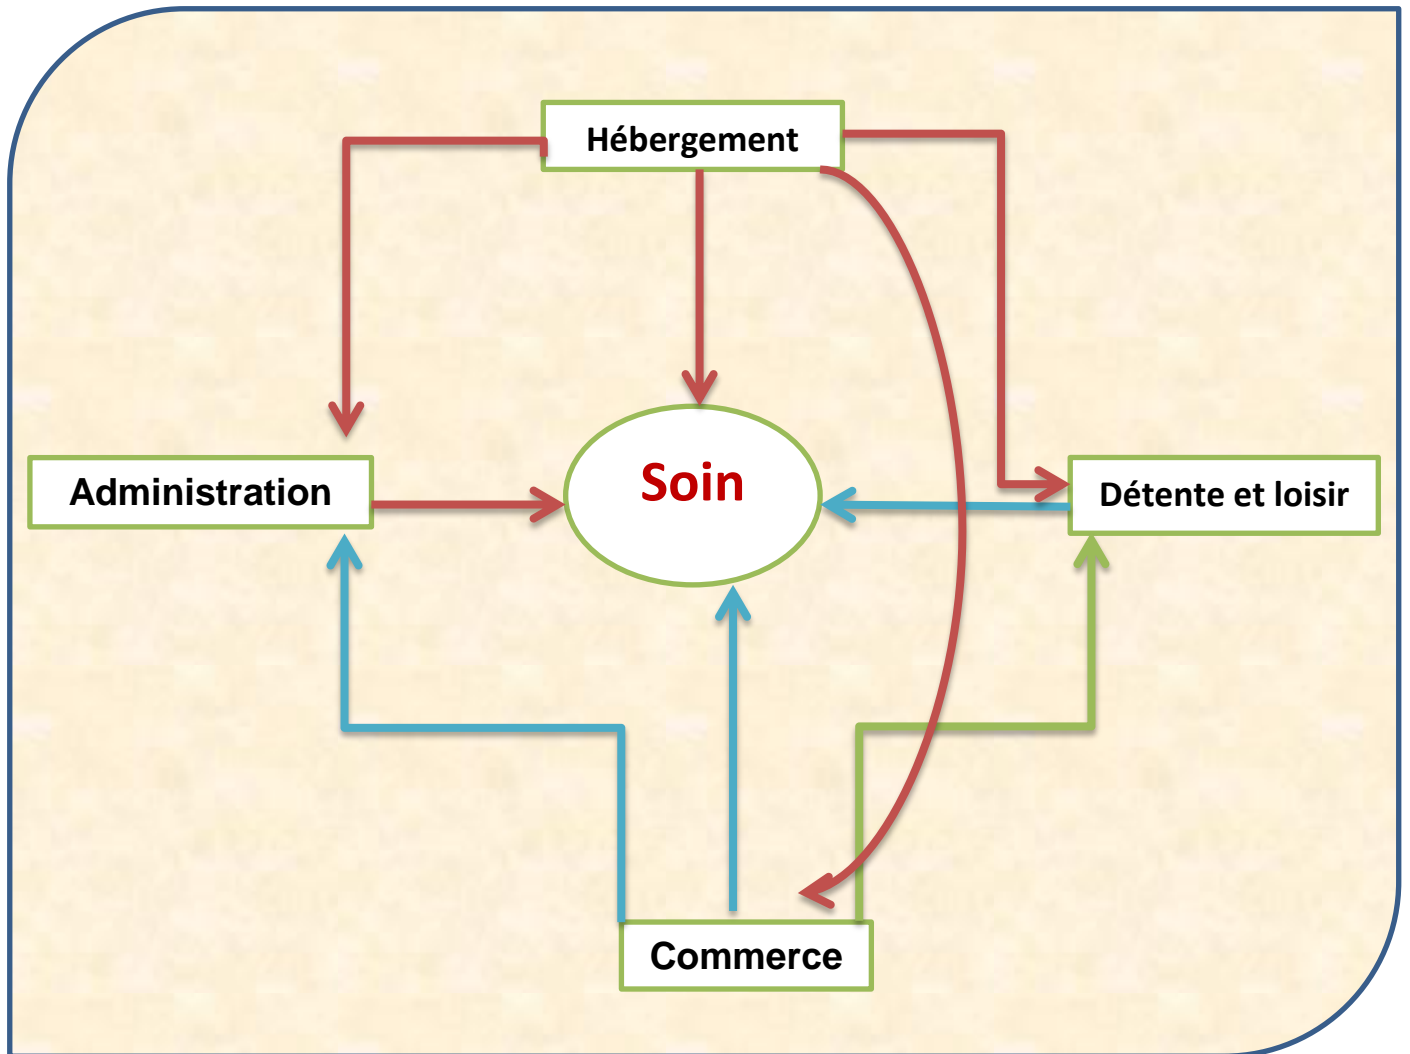 Hébergement
Administration
Soin
Détente et loisir
Commerce